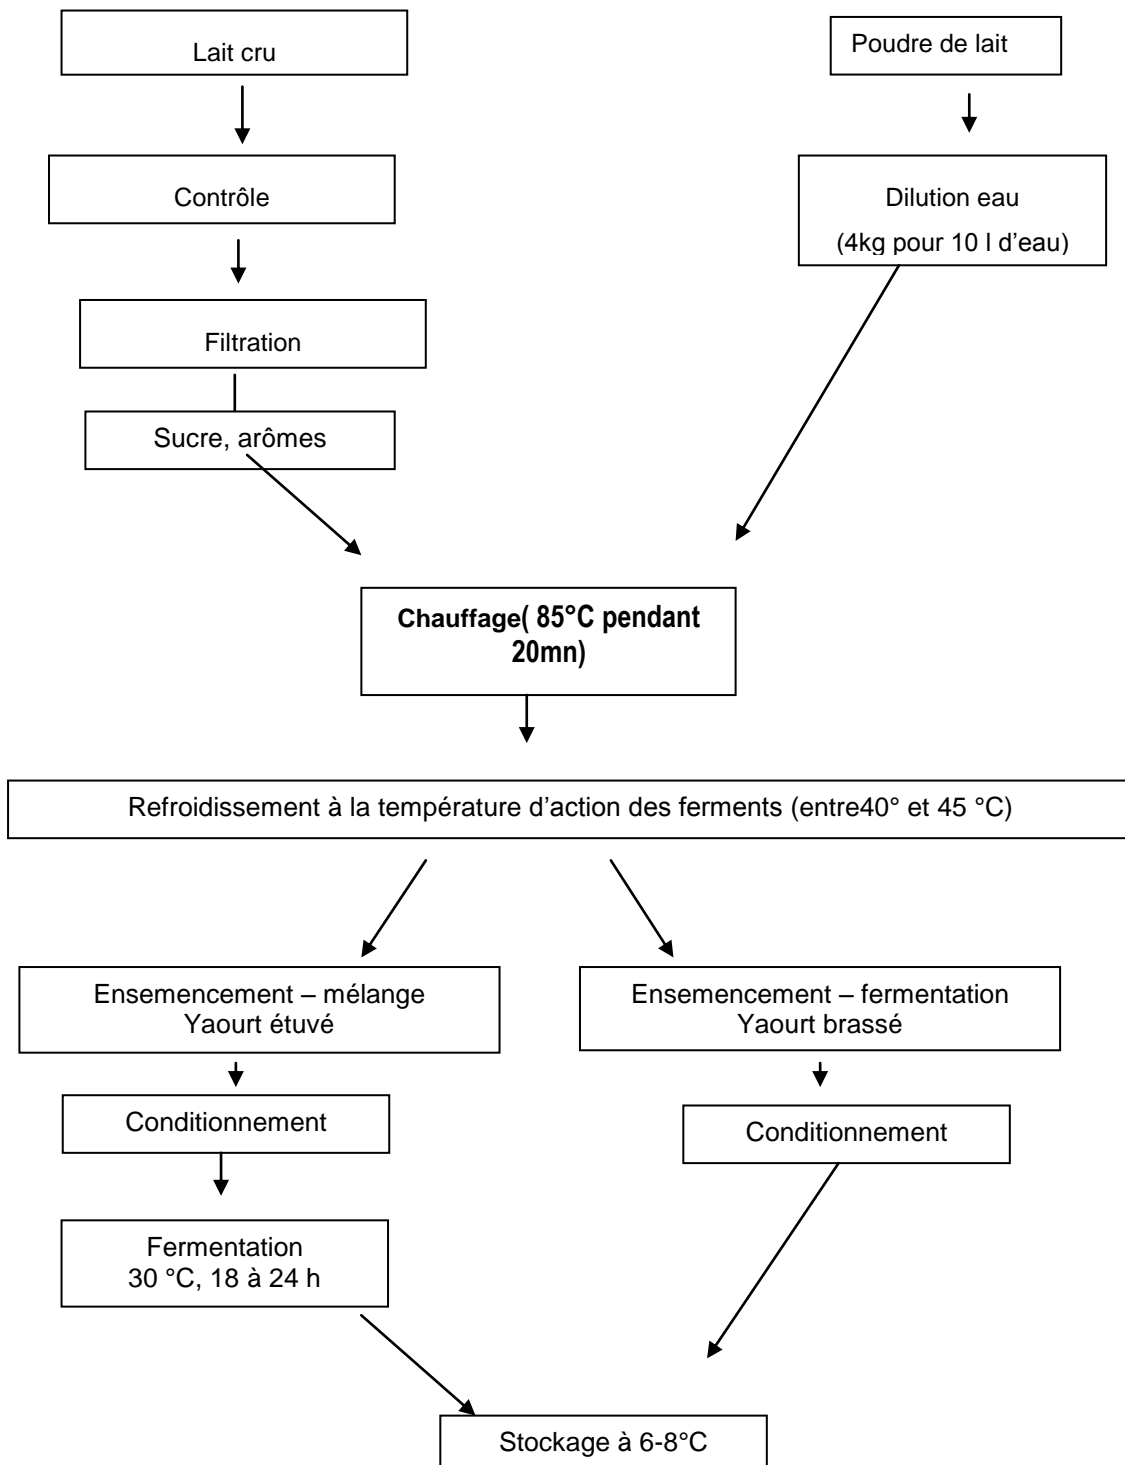 Lait cru
Poudre de lait
Contrôle
Dilution eau
(4kg pour 10 l d’eau)
Filtration
Sucre, arômes
Chauffage( 85°C pendant
20mn)
Refroidissement à la température d’action des ferments (entre40° et 45 °C)
Ensemencement – mélange
Yaourt étuvé
Ensemencement – fermentation
Yaourt brassé
Conditionnement
Conditionnement
Fermentation
30 °C, 18 à 24 h
Stockage à 6-8°C